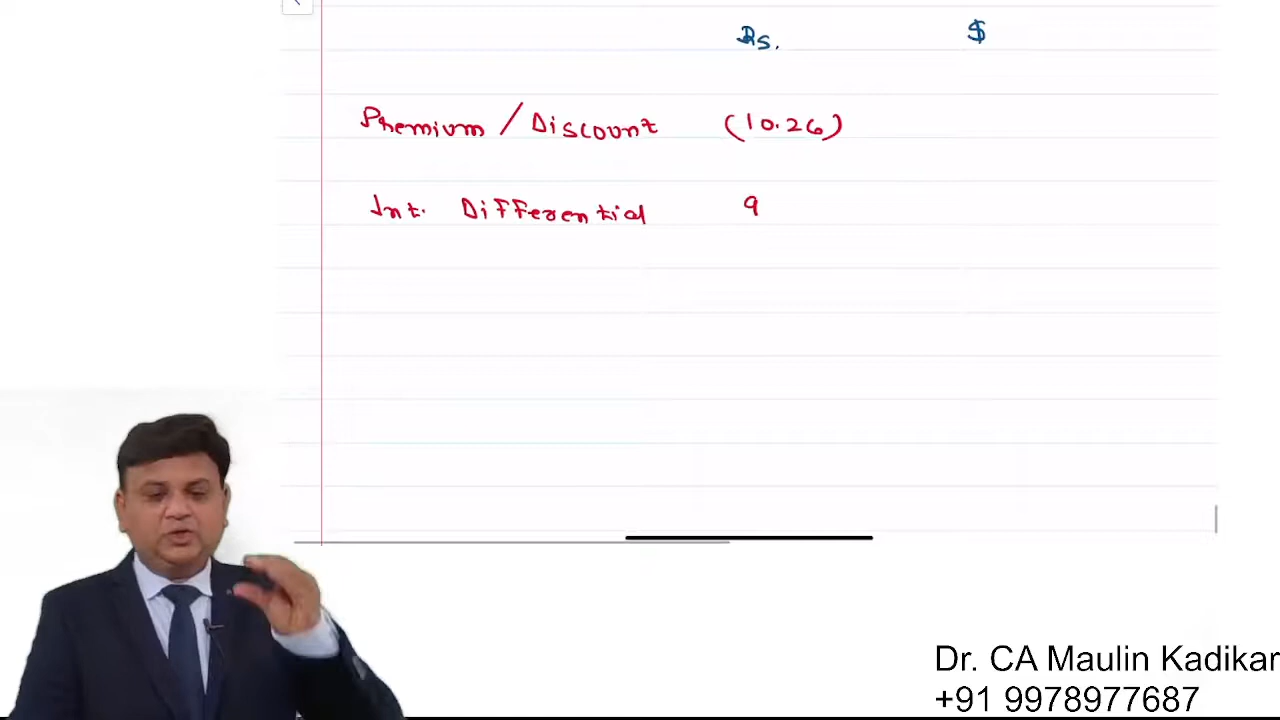 Rs. $
Premium / Discount (10.26)
Int. Differential 9
Dr. CA Maulin Kadikar
+91 9978977687